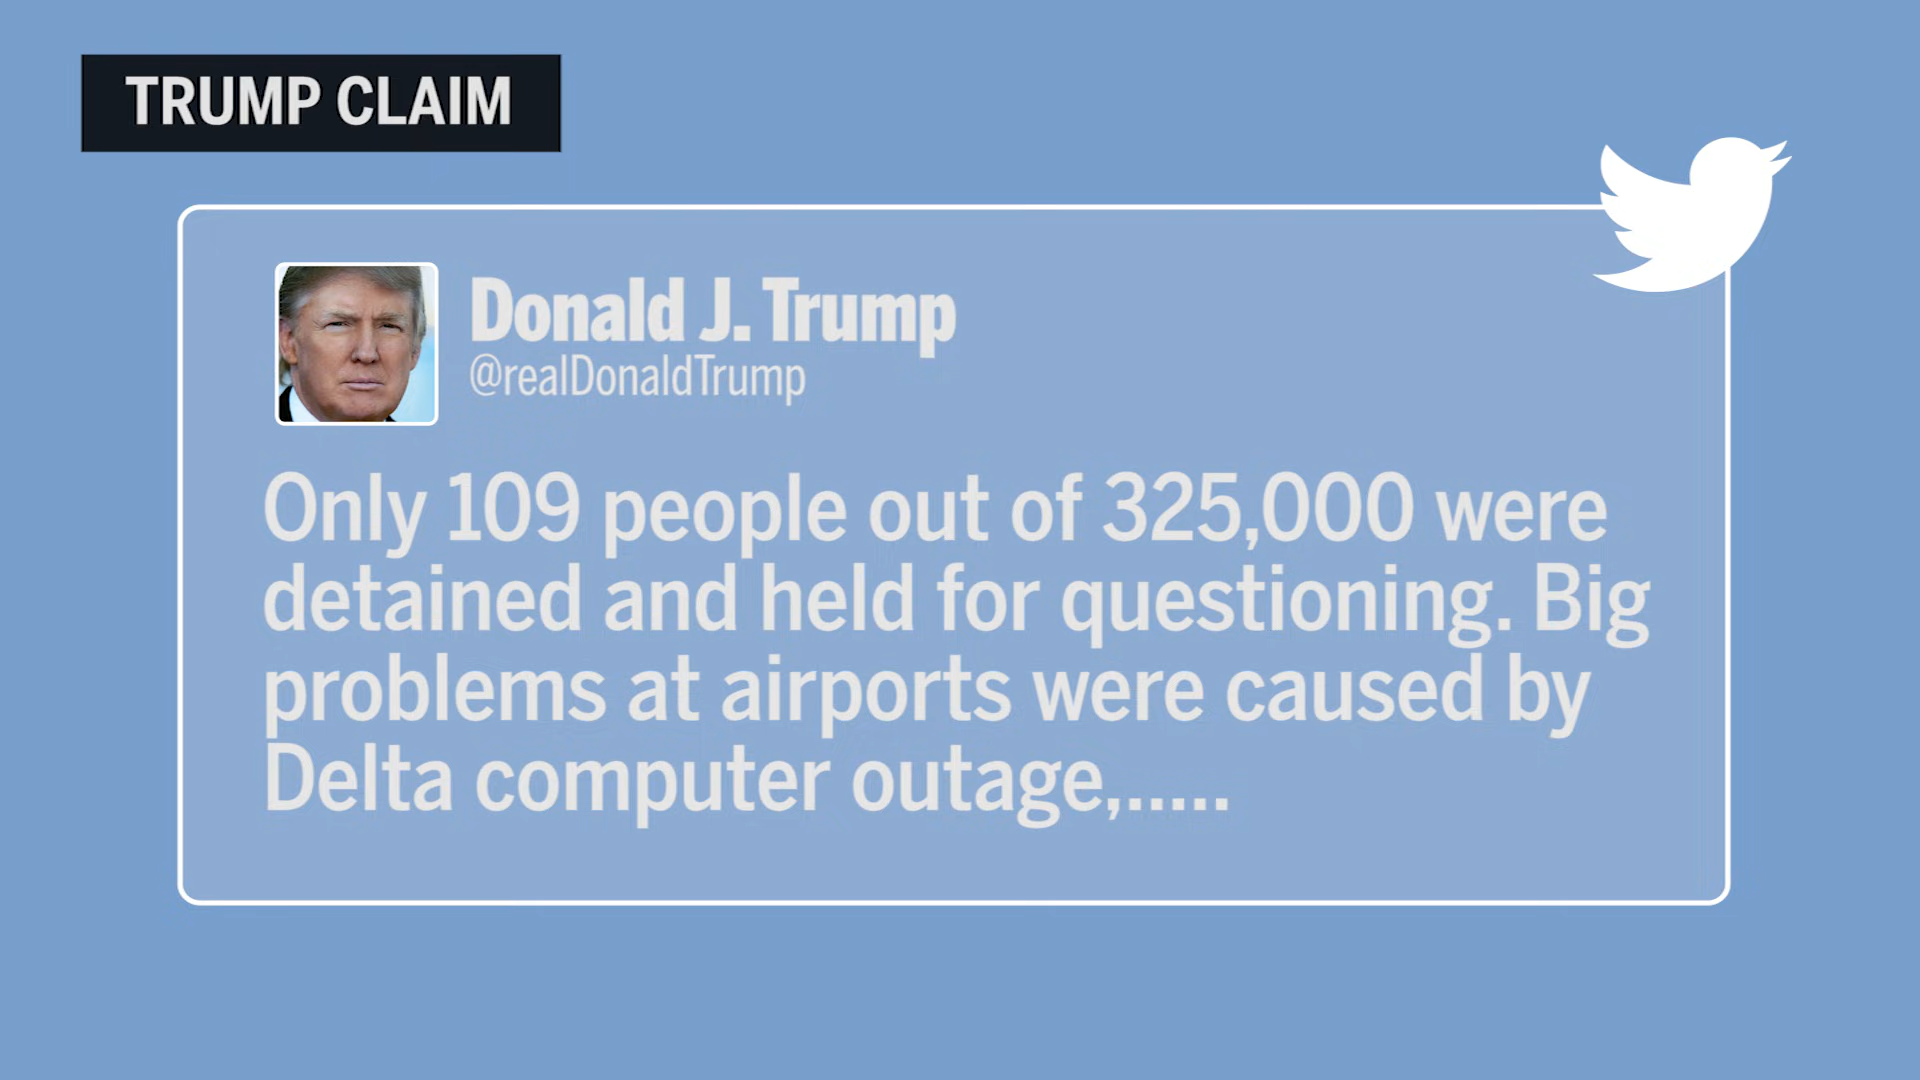 TRUMP CLAIM
Donald J. Trump
@realDonaldTrump
Only 109 people out of 325,000 were
detained and held for questioning. Big
problems at airports were caused by
Delta computer outage,.....